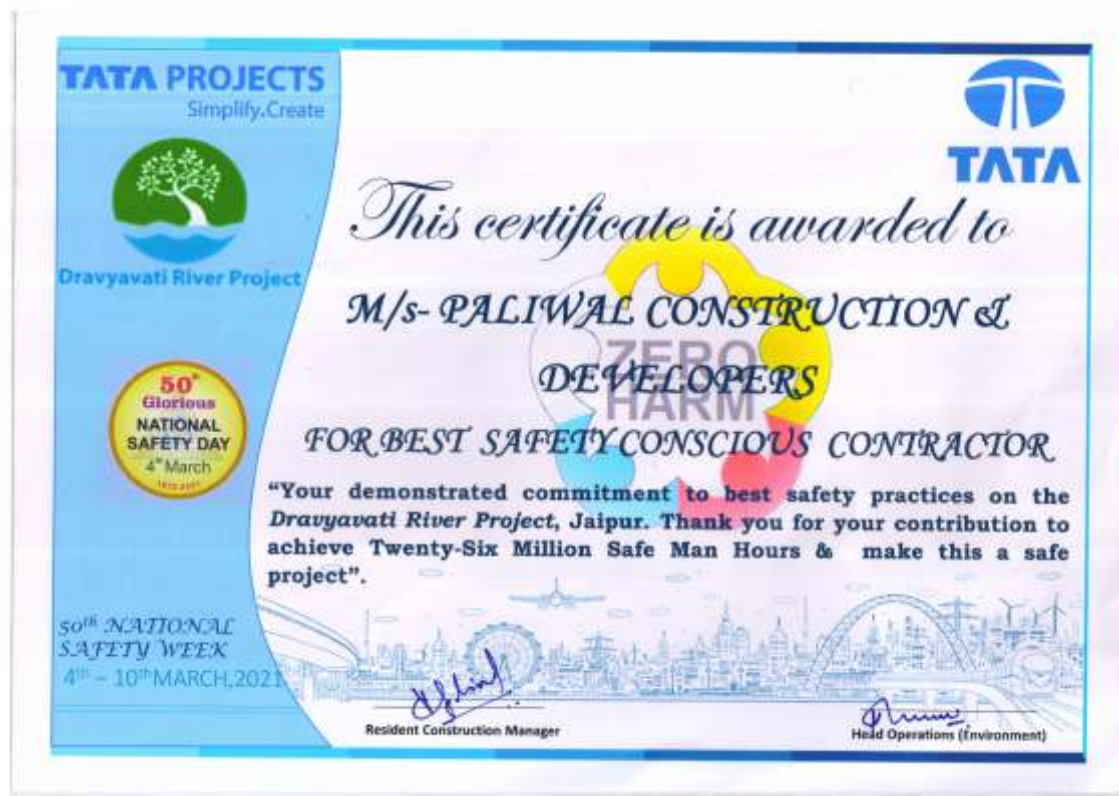 TATA PROJECTS
Simplify.Create
Dravyavati River Project
50th
Glorious
NATIONAL
SAFETY DAY
4th March
50th NATIONAL
SAFETY WEEK
4th – 10th MARCH,2021
TATA
This certificate is awarded to
M/s- PALIWAL CONSTRUCTION &
DEVELOPERS
ZERO
HARM
FOR BEST SAFETY CONSCIOUS CONTRACTOR
"Your demonstrated commitment to best safety practices on the
Dravyavati River Project, Jaipur. Thank you for your contribution to
achieve Twenty-Six Million Safe Man Hours & make this a safe
project".
Resident Construction Manager
Head Operations (Environment)